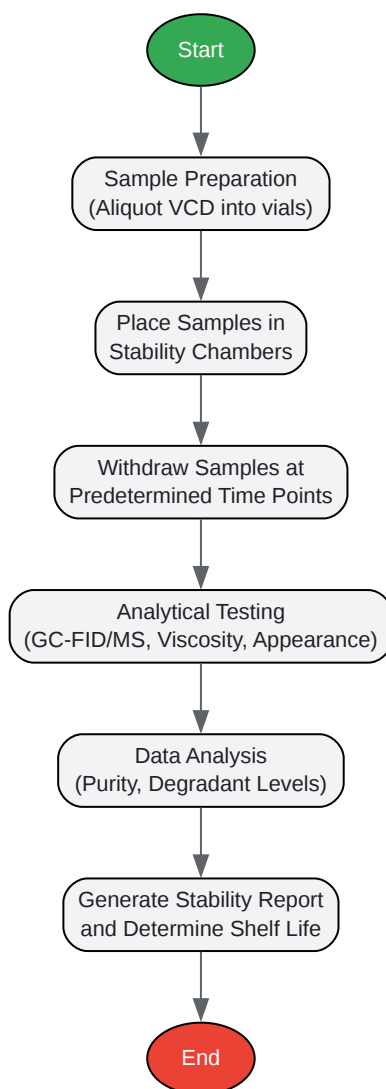 Start
Sample Preparation
(Aliquot VCD into vials)
Place Samples in
Stability Chambers
Withdraw Samples at
Predetermined Time Points
Analytical Testing
(GC-FID/MS, Viscosity, Appearance)
Data Analysis
(Purity, Degradant Levels)
Generate Stability Report
and Determine Shelf Life
End